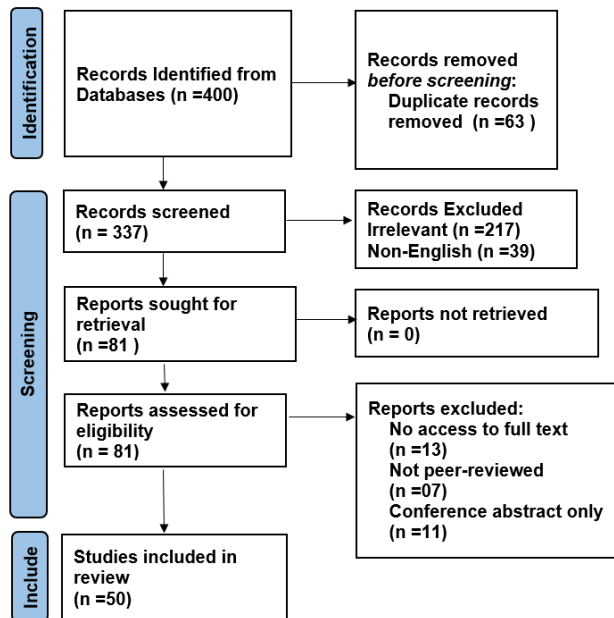 Identification
Records Identified from
Databases (n =400)
Records removed
before screening:
Duplicate records
removed (n =63 )
Screening
Records screened
(n = 337)
Records Excluded
Irrelevant (n =217)
Non-English (n =39)
Reports sought for
retrieval
(n =81 )
Reports not retrieved
(n = 0)
Reports assessed for
eligibility
(n = 81)
Reports excluded:
No access to full text
(n =13)
Not peer-reviewed
(n =07)
Conference abstract only
(n =11)
Include
Studies included in
review
(n =50)